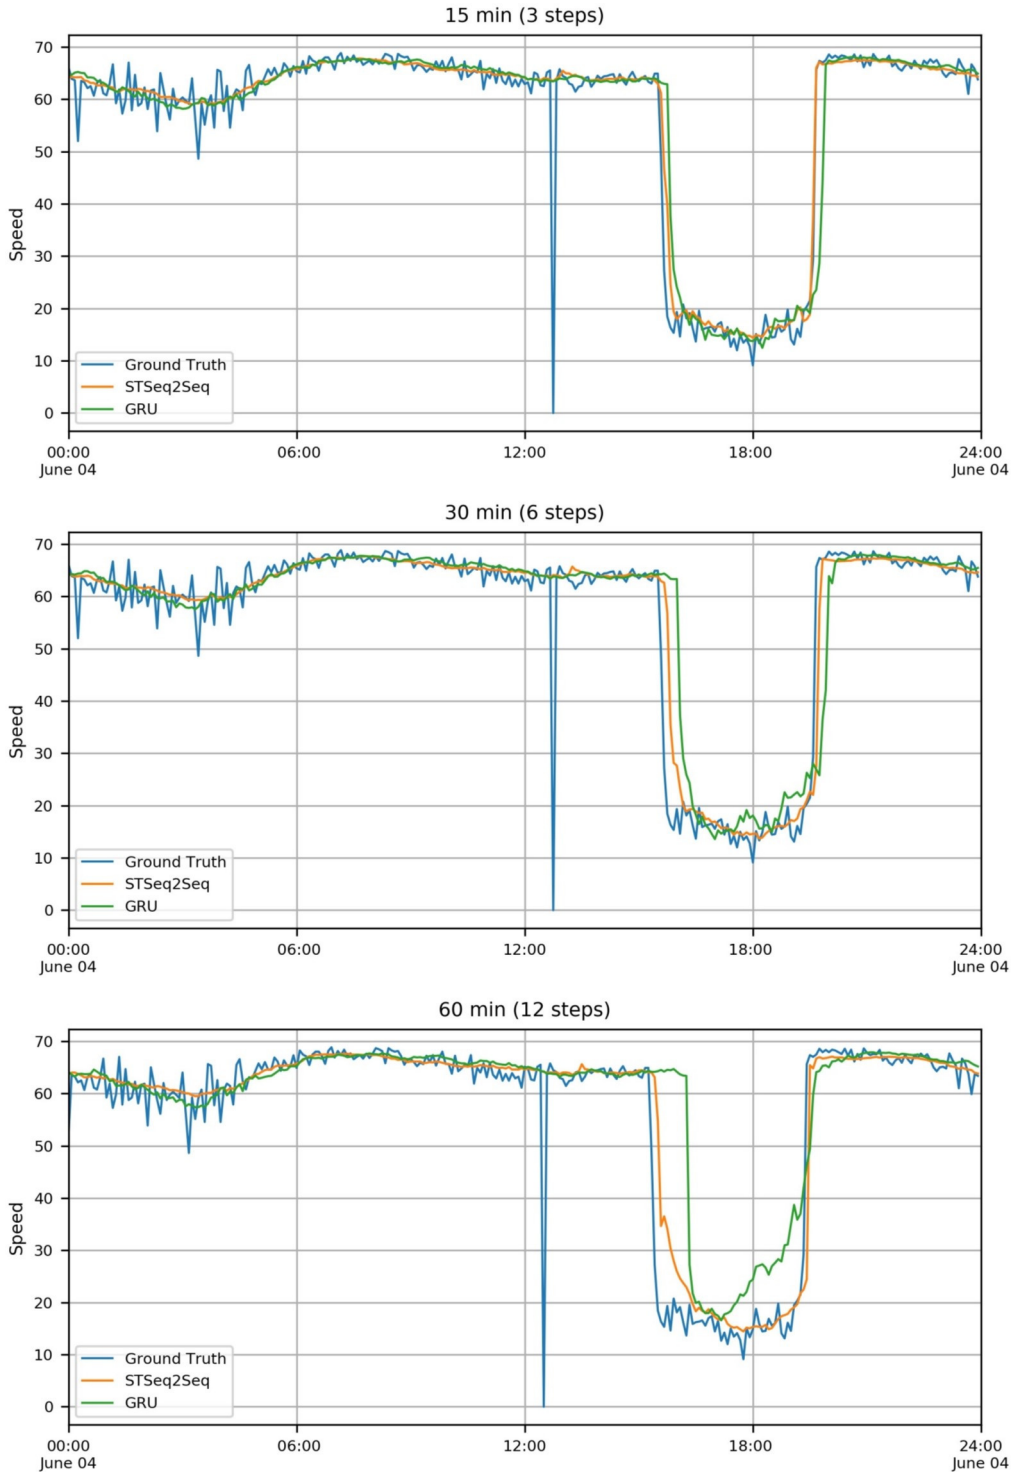 15 min (3 steps)
70
60
50
40
30
20
10
0
Speed
Ground Truth
STSeq2Seq
GRU
00:00 06:00 12:00 18:00 24:00
June 04 June 04
30 min (6 steps)
70
60
50
40
30
20
10
0
Speed
Ground Truth
STSeq2Seq
GRU
00:00 06:00 12:00 18:00 24:00
June 04 June 04
60 min (12 steps)
70
60
50
40
30
20
10
0
Speed
Ground Truth
STSeq2Seq
GRU
00:00 06:00 12:00 18:00 24:00
June 04 June 04